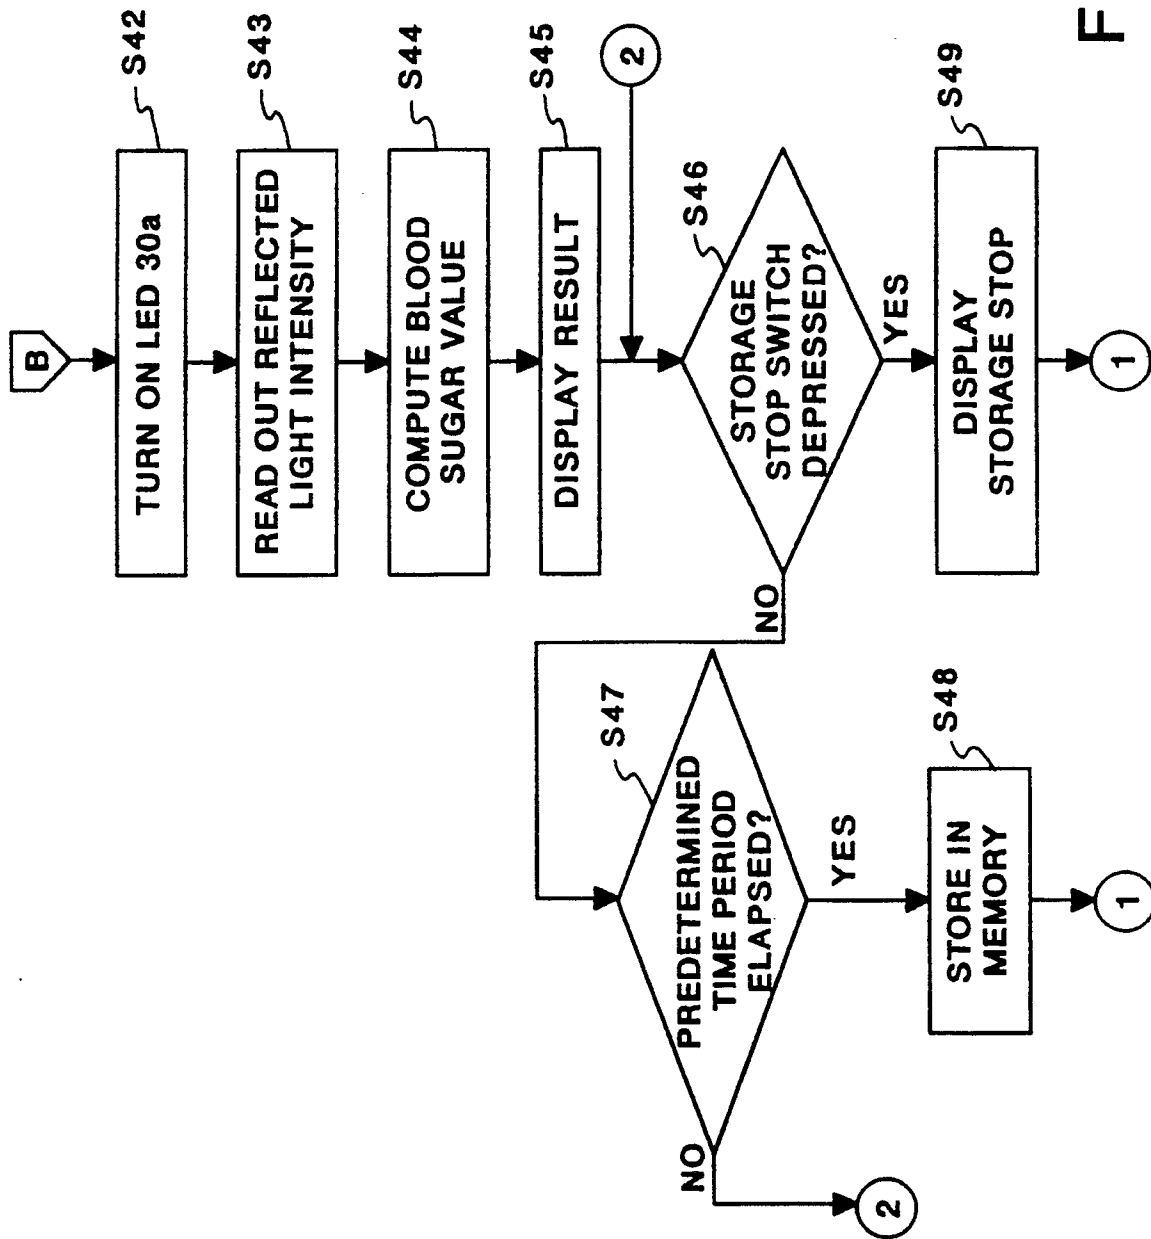 B
TURN ON LED 30a
S42
READ OUT REFLECTED
LIGHT INTENSITY
S43
COMPUTE BLOOD
SUGAR VALUE
S44
DISPLAY RESULT
S45
2
STORAGE
STOP SWITCH
DEPRESSED?
S46
NO
YES
PREDETERMINED
TIME PERIOD
ELAPSED?
S47
NO
YES
2
STORE IN
MEMORY
S48
1
DISPLAY
STORAGE STOP
S49
1
F